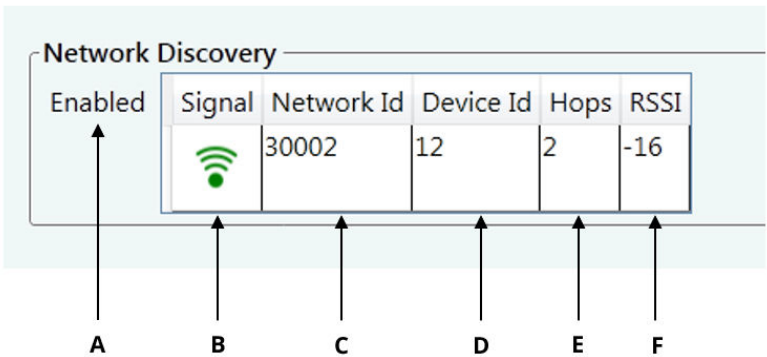 Network Discovery
Enabled Signal Network Id Device Id Hops RSSI
30002 12 2 -16
A B C D E F